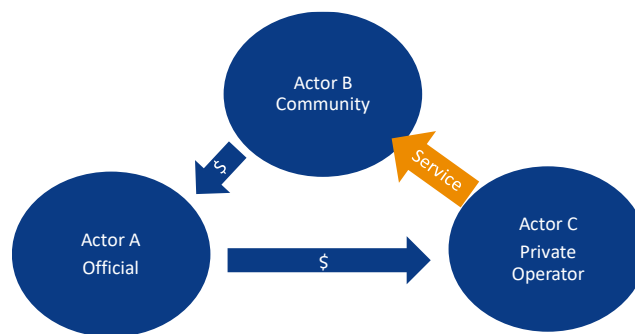 Actor B
Community
$
Service
Actor A
Official
$
Actor C
Private
Operator